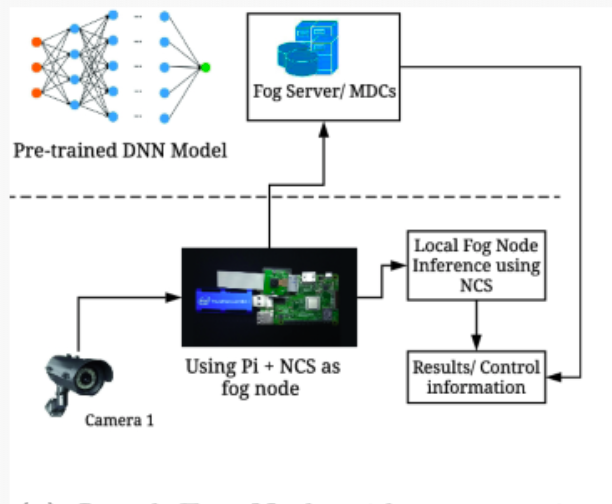 Fog Server/ MDCs
Pre-trained DNN Model
Local Fog Node
Inference using
NCS
Using Pi + NCS as
fog node
Results/ Control
information
Camera 1